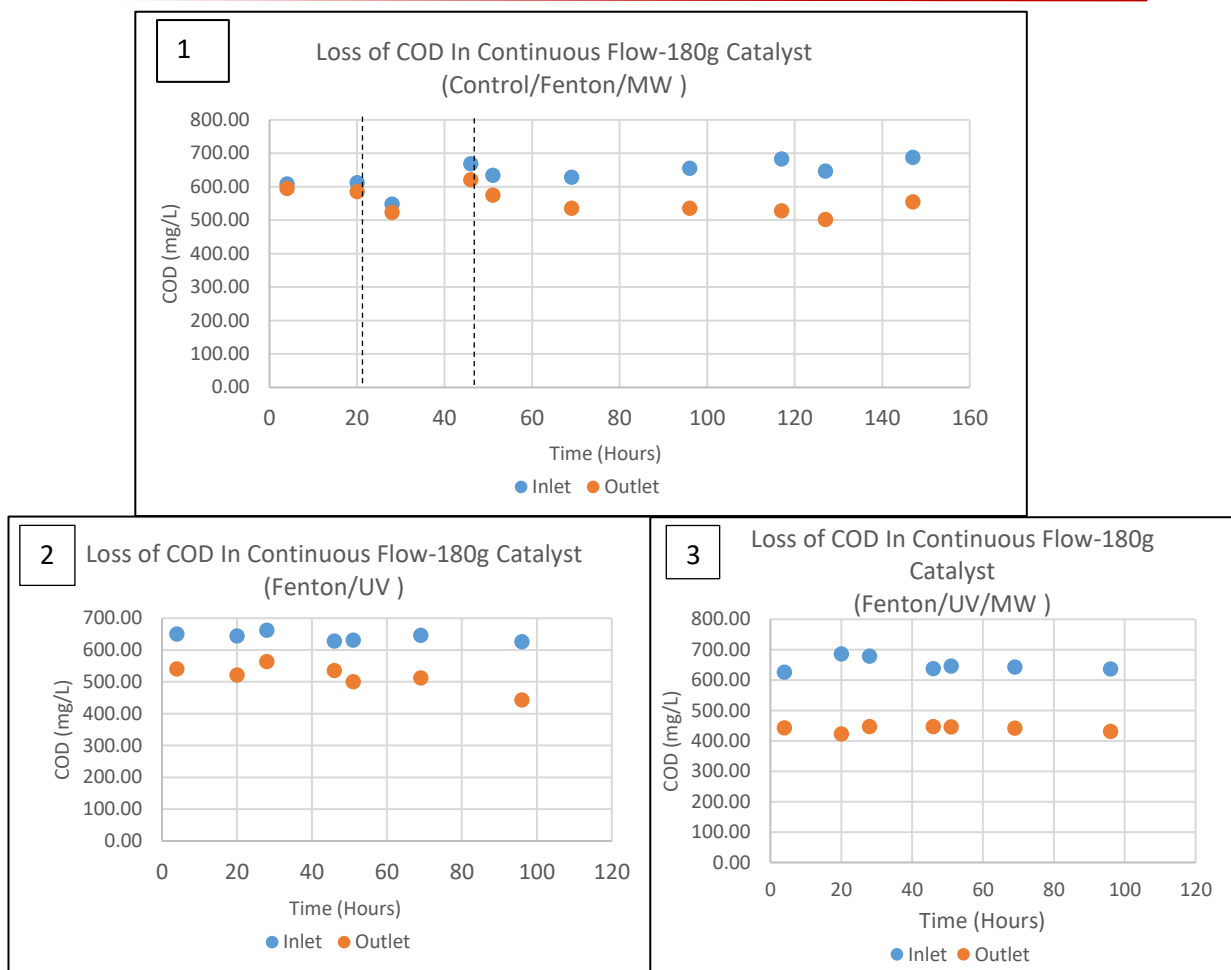 1
Loss of COD In Continuous Flow-180g Catalyst
(Control/Fenton/MW )
800.00
700.00
600.00
500.00
400.00
300.00
200.00
100.00
0.00
COD (mg/L)
0 20 40 60 80 100 120 140 160
Time (Hours)
Inlet Outlet
2
Loss of COD In Continuous Flow-180g Catalyst
(Fenton/UV )
700.00
600.00
500.00
400.00
300.00
200.00
100.00
0.00
COD (mg/L)
0 20 40 60 80 100 120
Time (Hours)
Inlet Outlet
3
Loss of COD In Continuous Flow-180g
Catalyst
(Fenton/UV/MW )
800.00
700.00
600.00
500.00
400.00
300.00
200.00
100.00
0.00
COD (mg/L)
0 20 40 60 80 100 120
Time (Hours)
Inlet Outlet